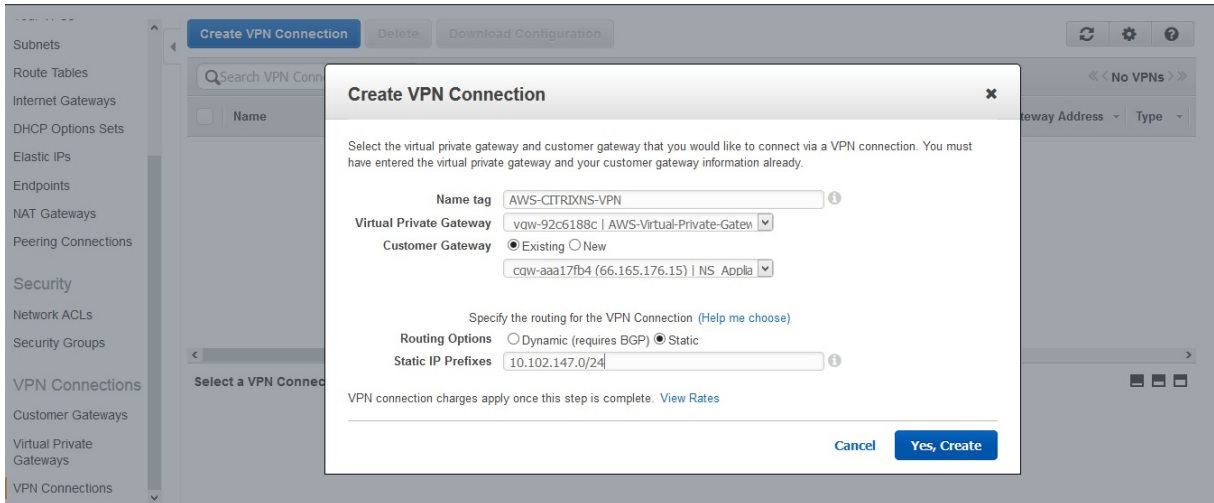 Subnets
Route Tables
Internet Gateways
DHCP Options Sets
Elastic IPs
Endpoints
NAT Gateways
Peering Connections
Security
Network ACLs
Security Groups
VPN Connections
Customer Gateways
Virtual Private
Gateways
VPN Connections
Create VPN Connection Delete Download Configuration
Search VPN Conn
No VPNs
Name
Address Type
Select a VPN Connec
Create VPN Connection
Select the virtual private gateway and customer gateway that you would like to connect via a VPN connection. You must
have entered the virtual private gateway and your customer gateway information already.
Name tag AWS-CITRIXNS-VPN
Virtual Private Gateway vgw-92c6188c | AWS-Virtual-Private-Gatew
Customer Gateway Existing New
cgw-aaa17fb4 (66.165.176.15) | NS_Applia
Specify the routing for the VPN Connection (Help me choose)
Routing Options Dynamic (requires BGP) Static
Static IP Prefixes 10.102.147.0/24
VPN connection charges apply once this step is complete. View Rates
Cancel Yes, Create